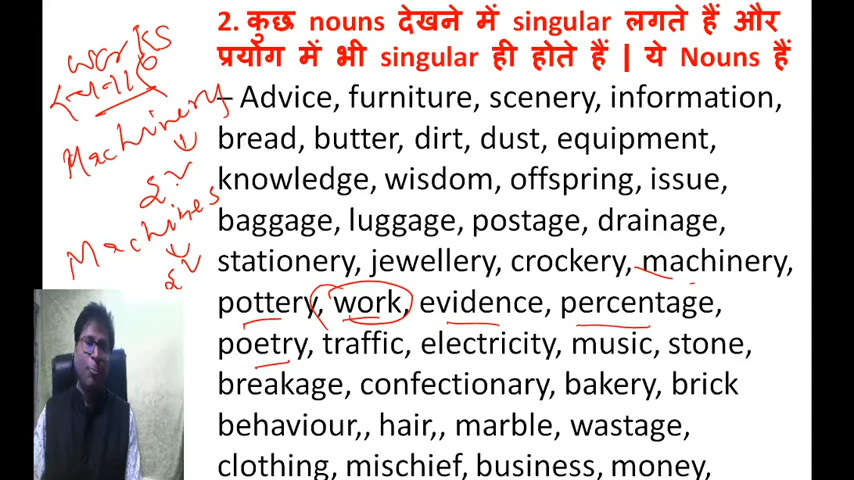 2. कुछ nouns देखने में singular लगते हैं और
प्रयोग में भी singular ही होते हैं | ये Nouns हैं
– Advice, furniture, scenery, information,
bread, butter, dirt, dust, equipment,
knowledge, wisdom, offspring, issue,
baggage, luggage, postage, drainage,
stationery, jewellery, crockery, machinery,
pottery, work, evidence, percentage,
poetry, traffic, electricity, music, stone,
breakage, confectionary, bakery, brick
behaviour,, hair,, marble, wastage,
clothing, mischief, business, money,
works
Machinery
Machines